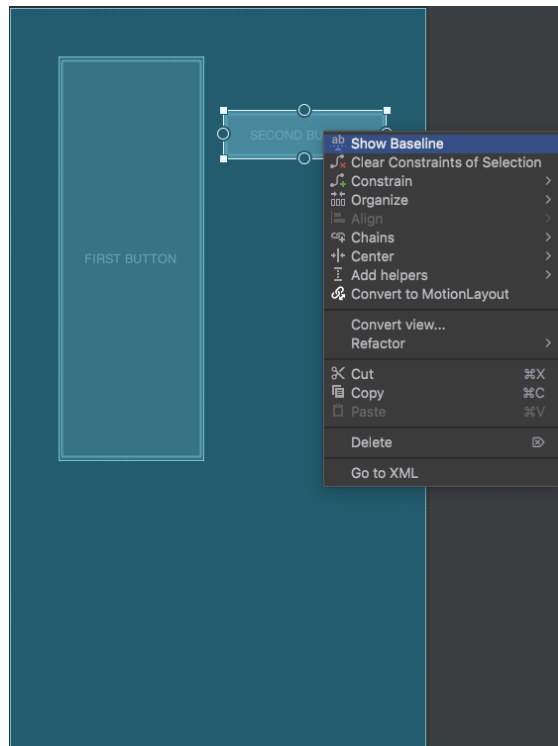 SECOND BU
FIRST BUTTON
Show Baseline
Clear Constraints of Selection
Constrain
Organize
Align
Chains
Center
Add helpers
Convert to MotionLayout
Convert view...
Refactor
Cut ⌘X
Copy ⌘C
Paste ⌘V
Delete ⌦
Go to XML